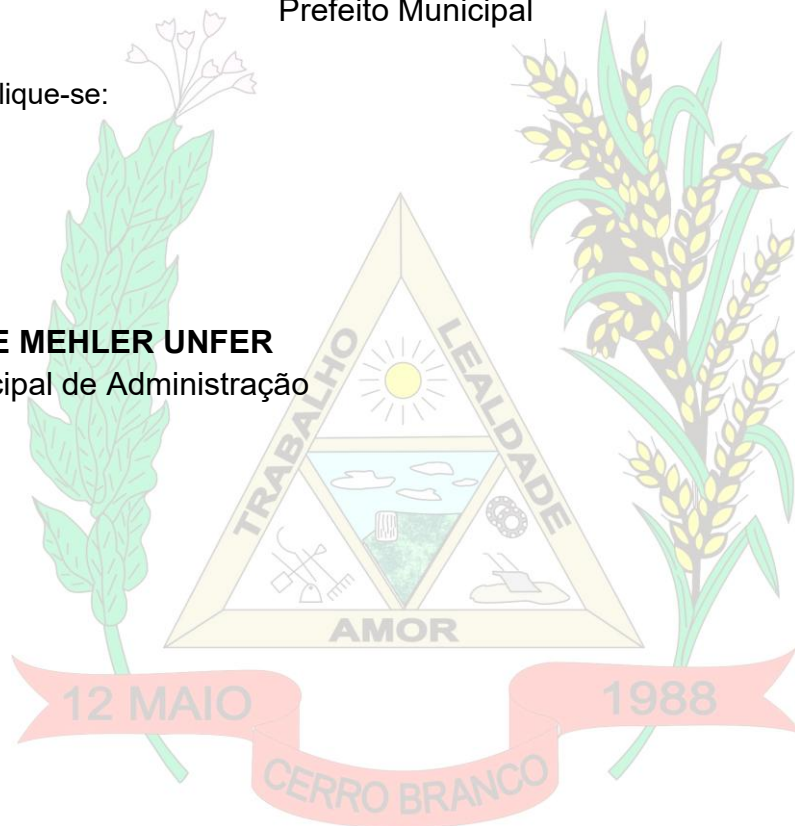 Prefeito Municipal
lique-se:
E MEHLER UNFER
cipal de Administração
TRABALHO
LEALDADE
AMOR
12 MAIO
1988
CERRO BRANCO